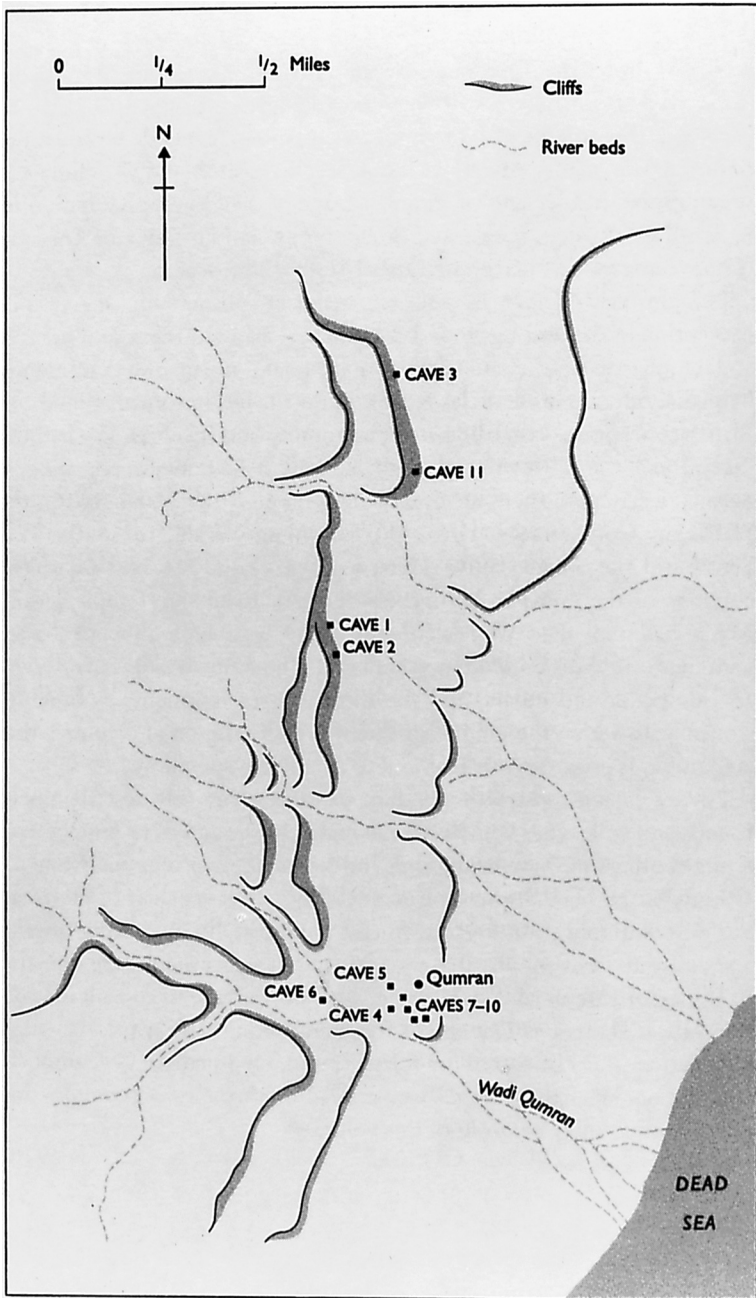 0 1/4 1/2 Miles
Cliffs
N
River beds
CAVE 3
CAVE 11
CAVE 1
CAVE 2
CAVE 5
Qumran
CAVE 6
CAVE 4
CAVES 7–10
Wadi Qumran
DEAD
SEA